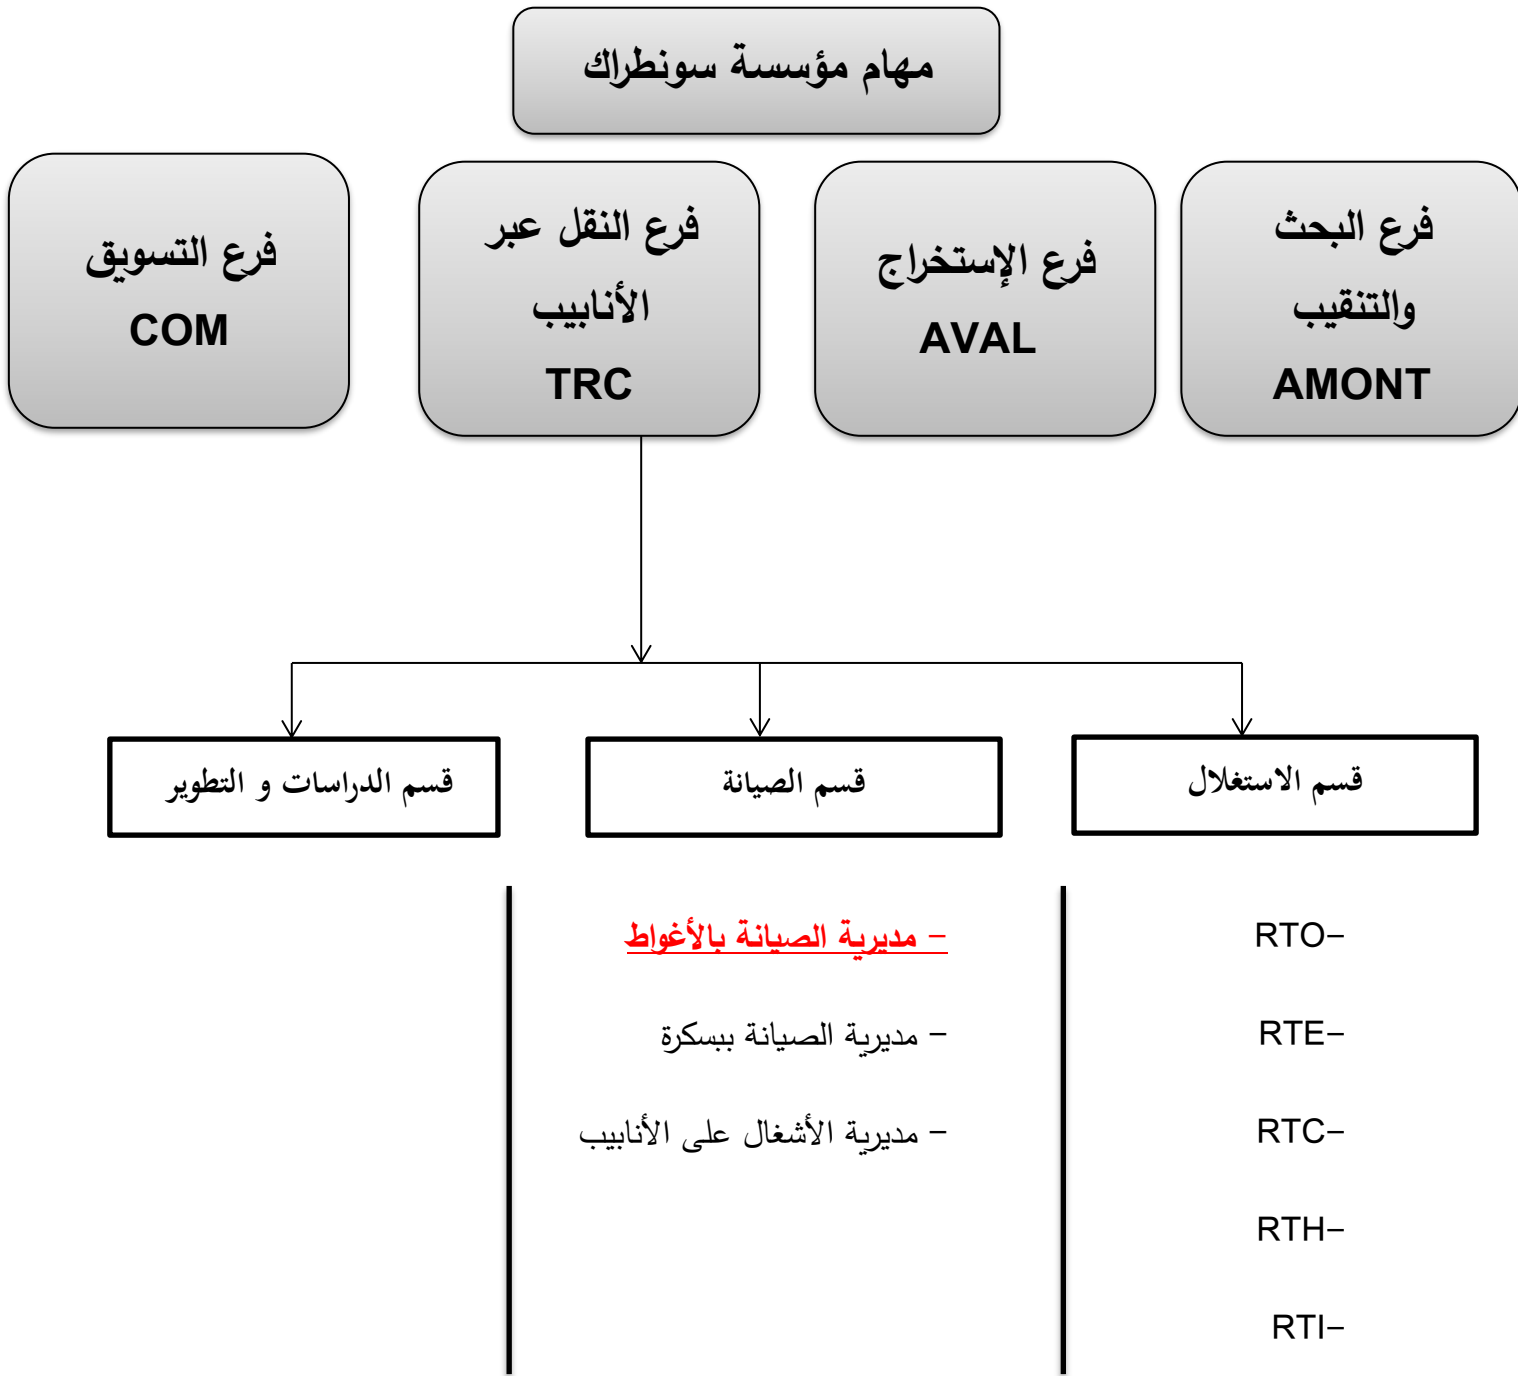 مهام مؤسسة سونطراك
فرع البحث
والتنقيب
AMONT
فرع الإستخراج
AVAL
فرع النقل عبر
الأنابيب
TRC
فرع التسويق
COM
قسم الاستغلال
قسم الصيانة
قسم الدراسات و التطوير
RTO–
RTE–
RTC–
RTH–
RTI–
– مديرية الصيانة بالأغواط
– مديرية الصيانة ببسكرة
– مديرية الأشغال على الأنابيب